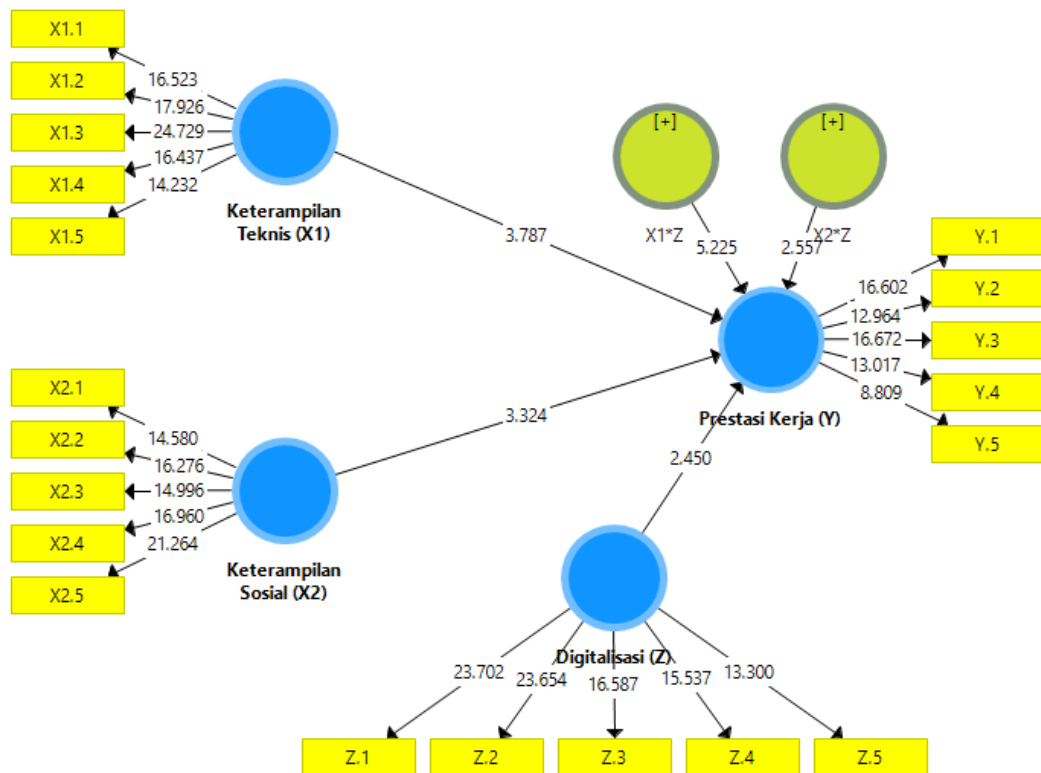 X1.1
X1.2
X1.3
X1.4
X1.5
16.523
17.926
24.729
16.437
14.232
Keterampilan
Teknis (X1)
3.787
[+]
[+]
X1*Z
X2*Z
5.225
2.557
Y.1
Y.2
Y.3
Y.4
Y.5
16.602
12.964
16.672
13.017
8.809
Prestasi Kerja (Y)
X2.1
X2.2
X2.3
X2.4
X2.5
14.580
16.276
14.996
16.960
21.264
Keterampilan
Sosial (X2)
3.324
2.450
Digitalisasi (Z)
23.702
23.654
16.587
15.537
13.300
Z.1
Z.2
Z.3
Z.4
Z.5